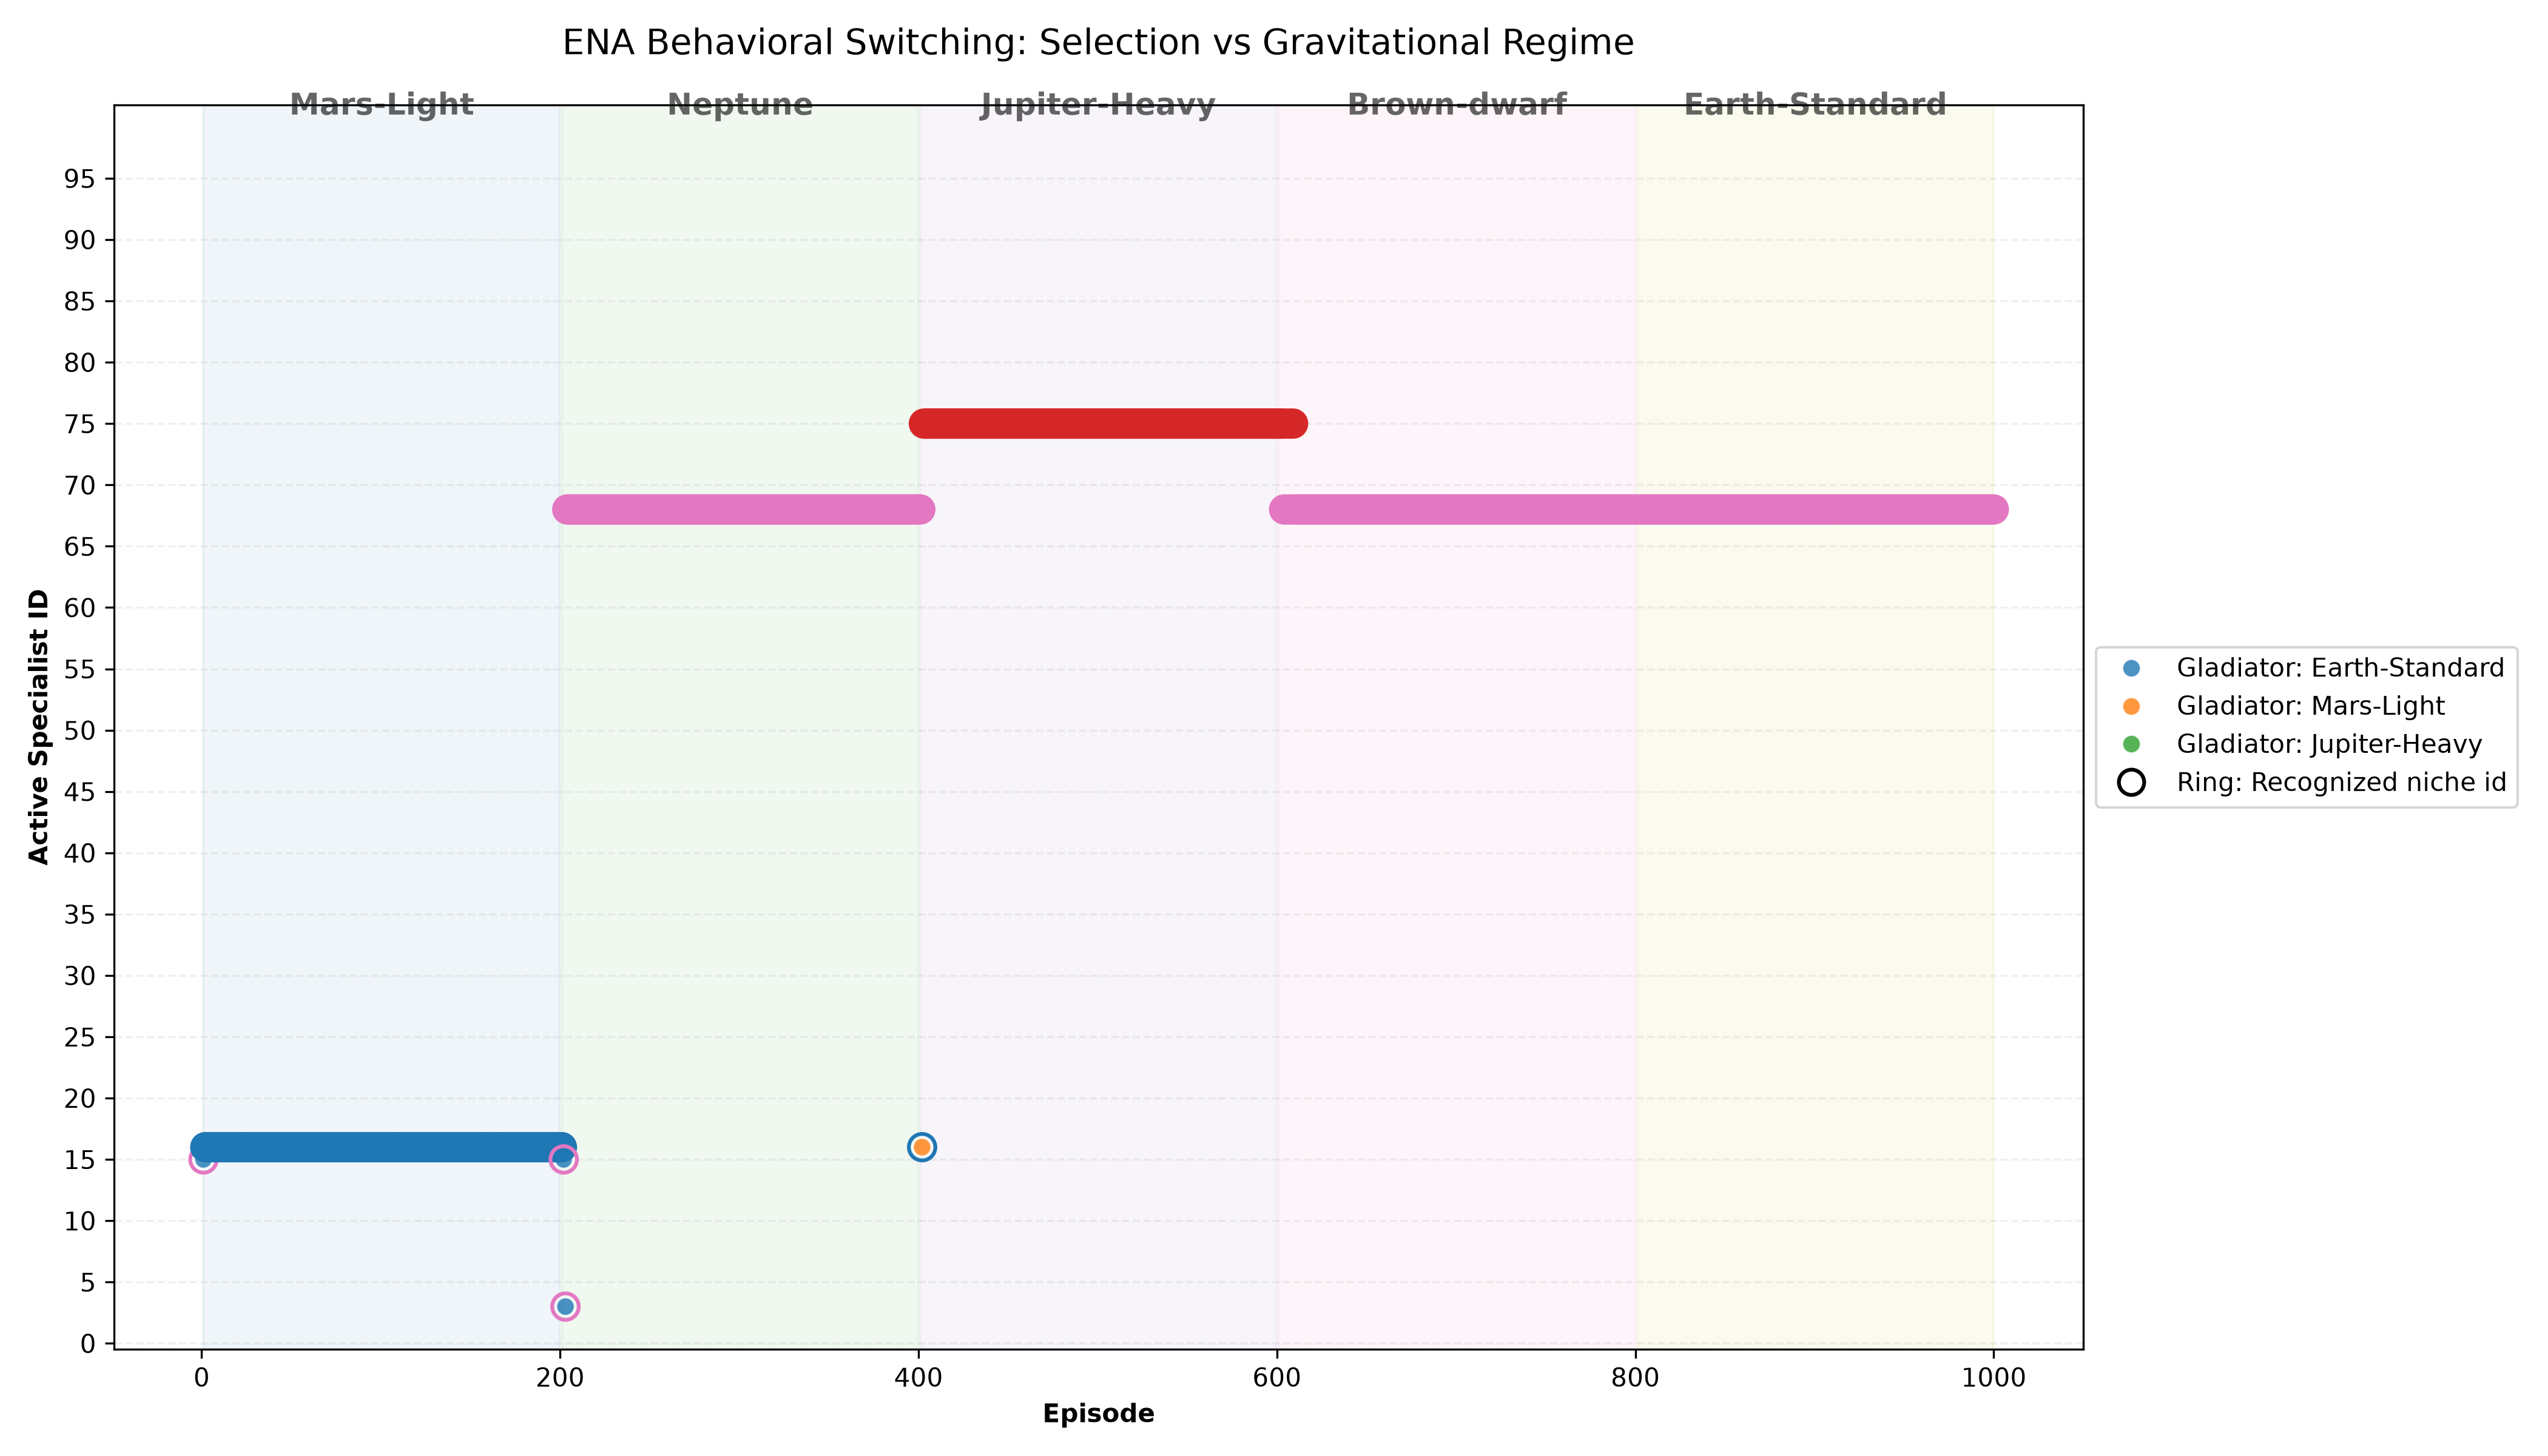 ENA Behavioral Switching: Selection vs Gravitational Regime
Mars-Light
Neptune
Jupiter-Heavy
Brown-dwarf
Earth-Standard
95
90
85
80
75
70
65
60
55
50
45
40
35
30
25
20
15
10
5
0
Active Specialist ID
0
200
400
600
800
1000
Episode
Gladiator: Earth-Standard
Gladiator: Mars-Light
Gladiator: Jupiter-Heavy
Ring: Recognized niche id